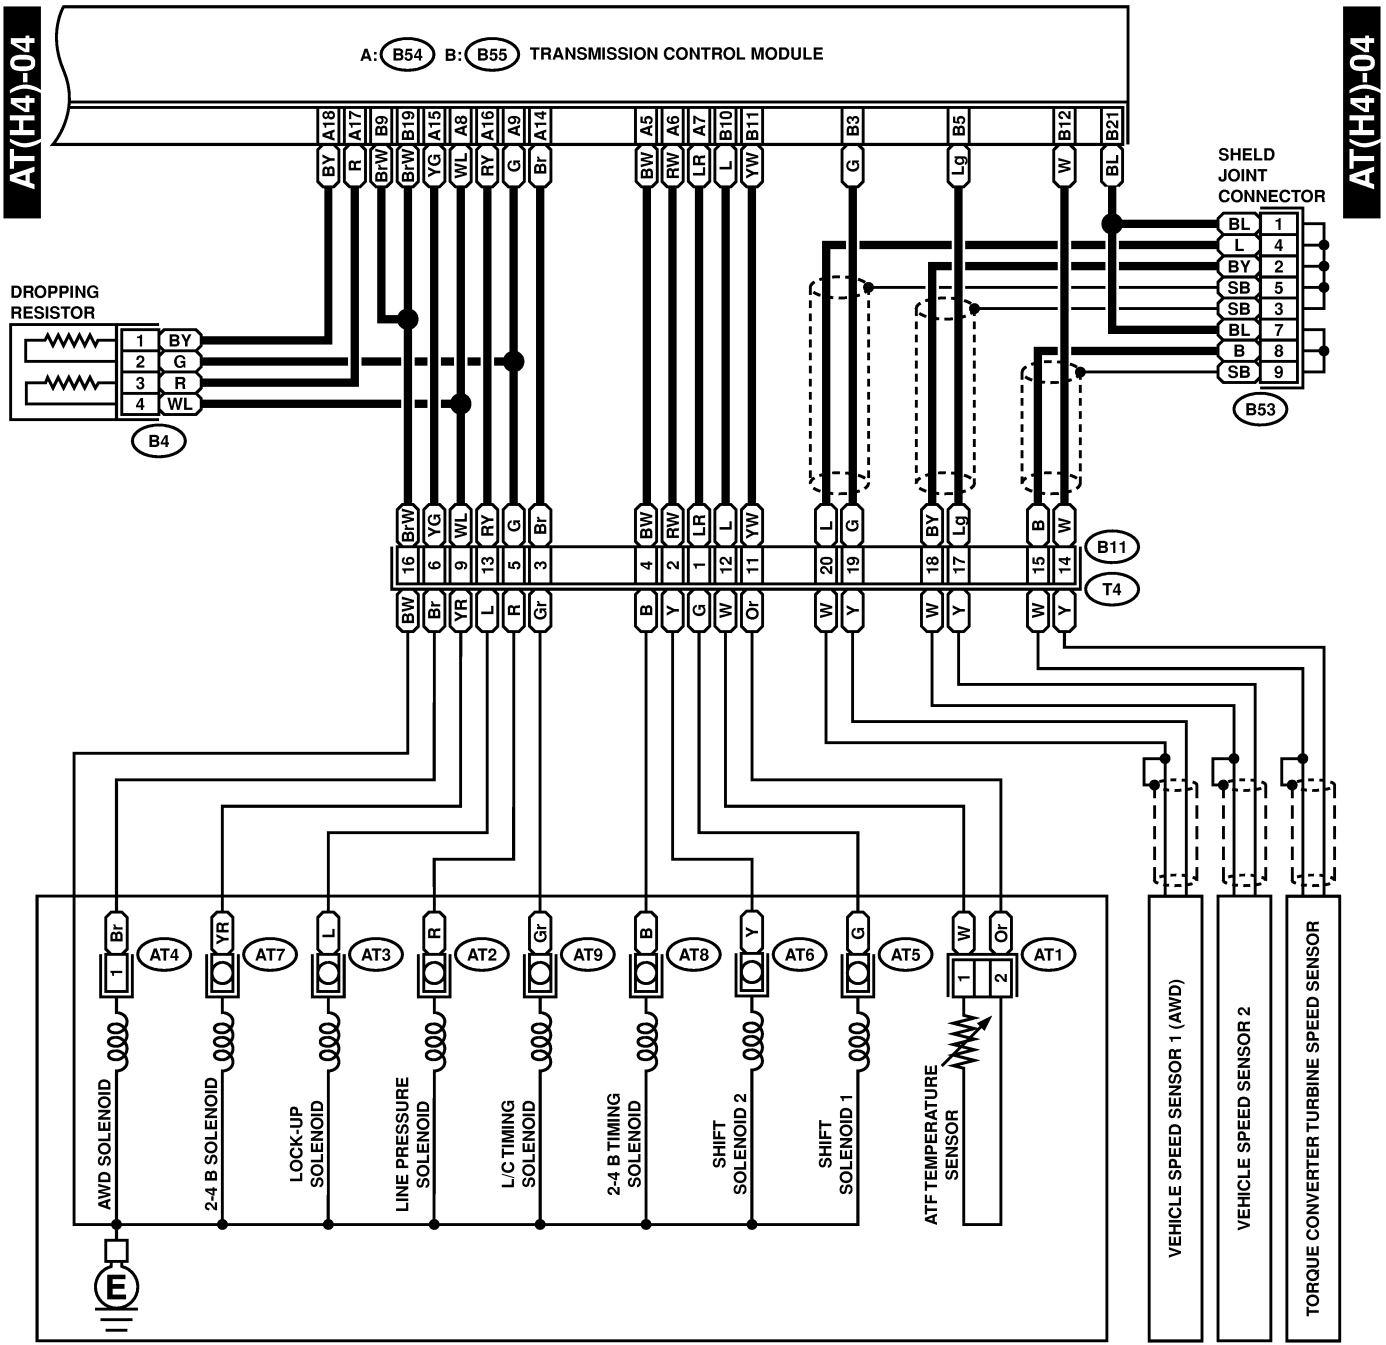 AT(H4)-04
AT(H4)-04
A: B54 B: B55 TRANSMISSION CONTROL MODULE
A18 A17 B9 B19 A15 A8 A16 A9 A14 A5 A6 A7 B10 B11 B3 B5 B12 B21
BY R BrW BrW YG WL RY G Br BW RW LR L YW G Lg W BL
SHELD
JOINT
CONNECTOR
BL 1
L 4
BY 2
SB 5
SB 3
BL 7
B 8
SB 9
B53
DROPPING
RESISTOR
1 BY
2 G
3 R
4 WL
B4
BrW YG WL RY G Br BW RW LR L YW L G BY Lg B W
B11
16 6 9 13 5 3 4 2 1 12 11 20 19 18 17 15 14
T4
BW Br YR L R Gr B Y G W Or W Y W Y W Y
Br YR L R Gr B Y G W Or
AT4 AT7 AT3 AT2 AT9 AT8 AT6 AT5 AT1
1 1 2
AWD SOLENOID
2-4 B SOLENOID
LOCK-UP
SOLENOID
LINE PRESSURE
SOLENOID
L/C TIMING
SOLENOID
2-4 B TIMING
SOLENOID
SHIFT
SOLENOID 2
SHIFT
SOLENOID 1
ATF TEMPERATURE
SENSOR
VEHICLE SPEED SENSOR 1 (AWD)
VEHICLE SPEED SENSOR 2
TORQUE CONVERTER TURBINE SPEED SENSOR
E